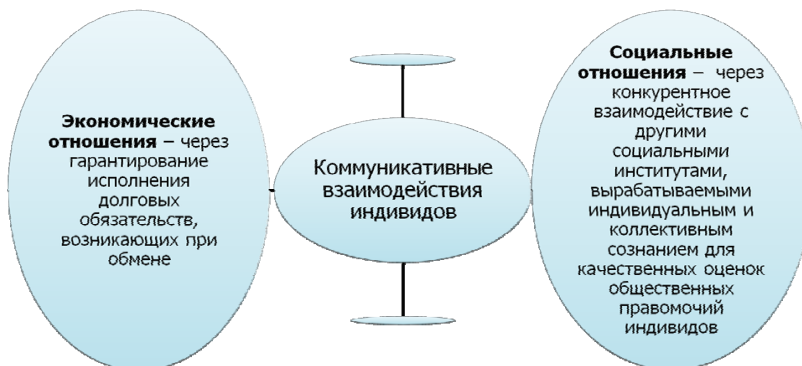 Экономические
отношения – через
гарантирование
исполнения
долговых
обязательств,
возникающих при
обмене
Коммуникативные
взаимодействия
индивидов
Социальные
отношения – через
конкурентное
взаимодействие с
другими
социальными
институтами,
вырабатываемыми
индивидуальным и
коллективным
сознанием для
качественных оценок
общественных
правомочий
индивидов